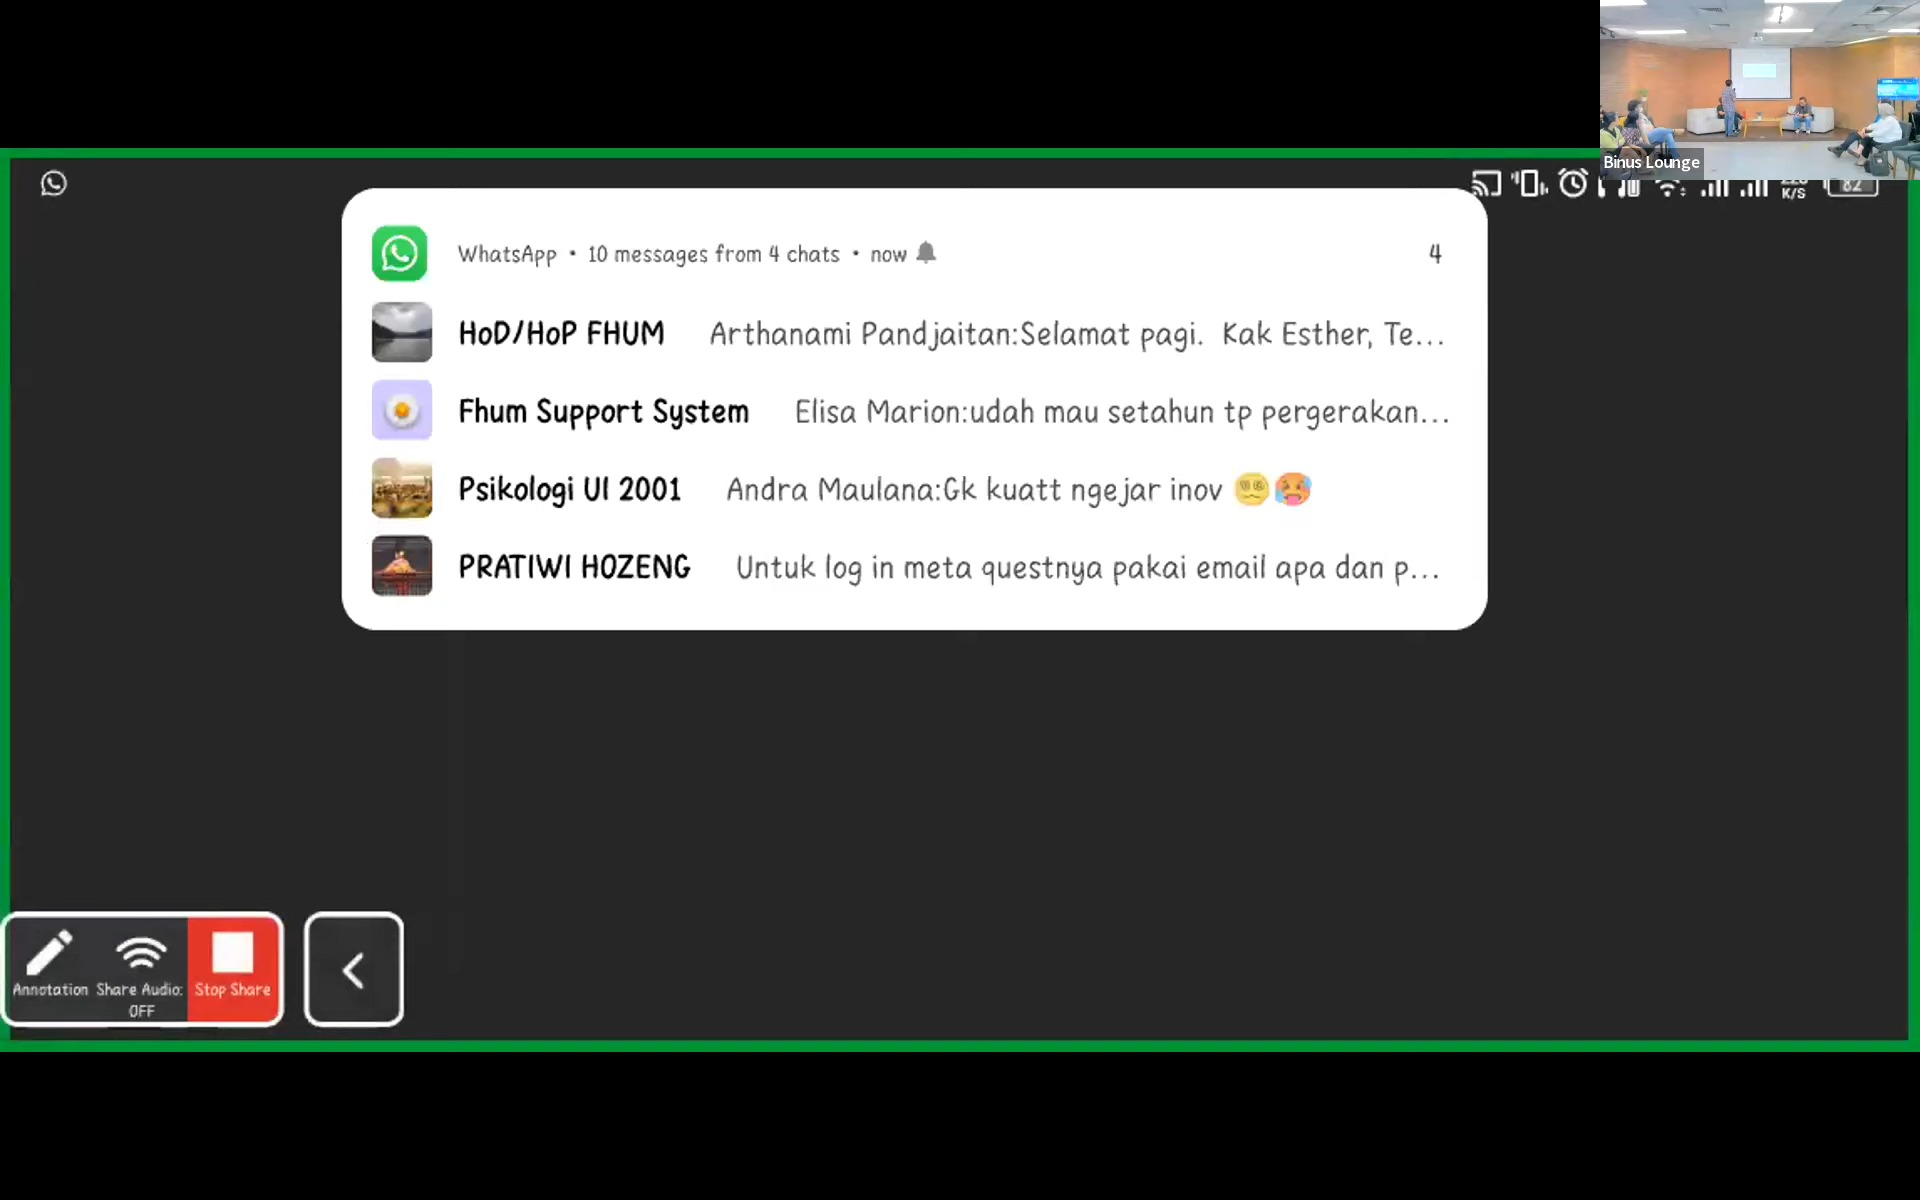 Binus Lounge
K/S
82
WhatsApp • 10 messages from 4 chats • now
4
HoD/HoP FHUM Arthanami Pandjaitan:Selamat pagi. Kak Esther, Te...
Fhum Support System Elisa Marion:udah mau setahun tp pergerakan...
Psikologi UI 2001 Andra Maulana:Gk kuatt ngejar inov 😵‍💫🥵
PRATIWI HOZENG Untuk log in meta questnya pakai email apa dan p...
Annotation
Share Audio:
OFF
Stop Share